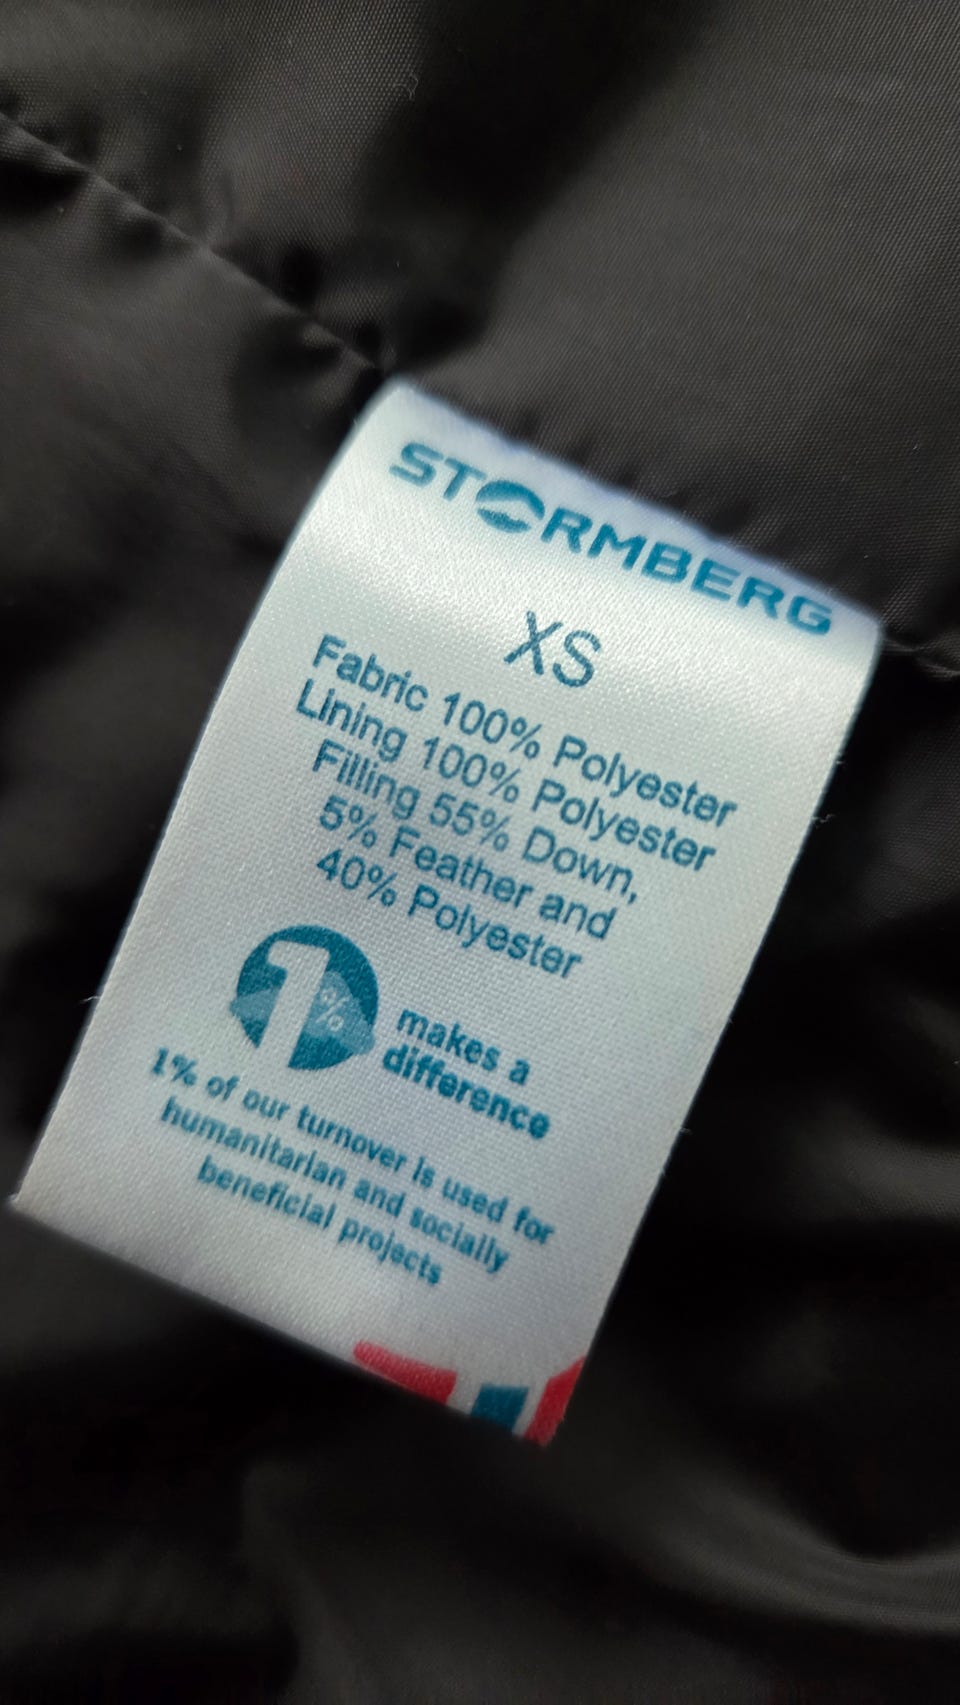 STORMBERG
XS
Fabric 100% Polyester
Lining 100% Polyester
Filling 55% Down,
5% Feather and
40% Polyester
1%
makes a
difference
1% of our turnover is used for
humanitarian and socially
beneficial projects